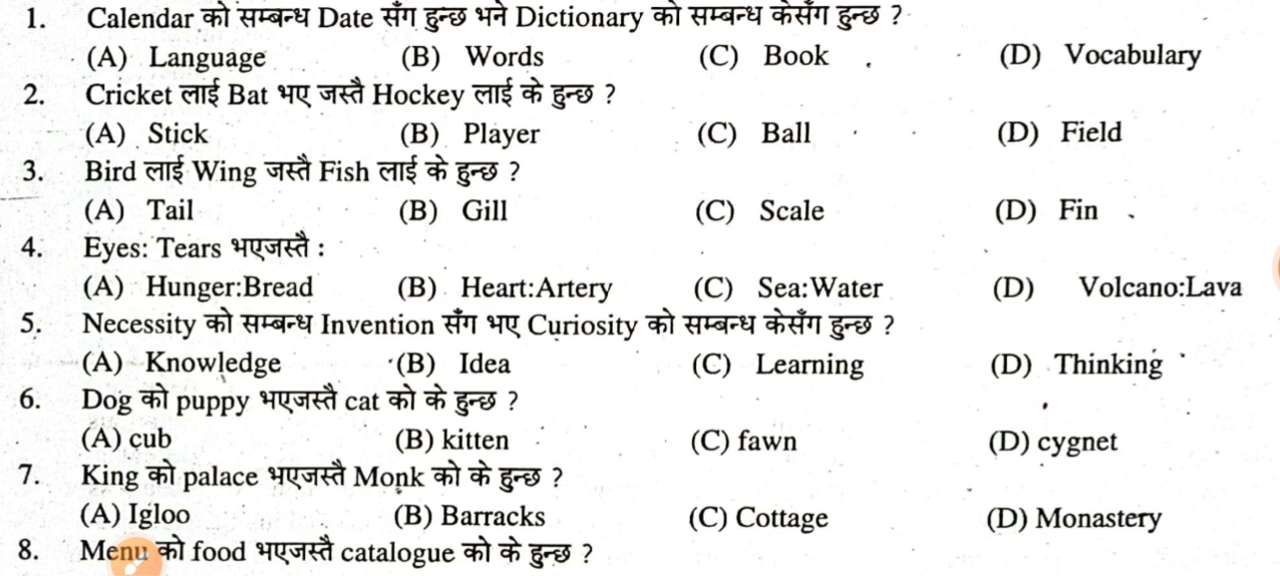 1. Calendar को सम्बन्ध Date सँग हुन्छ भने Dictionary को सम्बन्ध केसँग हुन्छ ?
(A) Language (B) Words (C) Book (D) Vocabulary
2. Cricket लाई Bat भए जस्तै Hockey लाई के हुन्छ ?
(A) Stick (B) Player (C) Ball (D) Field
3. Bird लाई Wing जस्तै Fish लाई के हुन्छ ?
(A) Tail (B) Gill (C) Scale (D) Fin
4. Eyes: Tears भएजस्तै :
(A) Hunger:Bread (B) Heart:Artery (C) Sea:Water (D) Volcano:Lava
5. Necessity को सम्बन्ध Invention सँग भए Curiosity को सम्बन्ध केसँग हुन्छ ?
(A) Knowledge (B) Idea (C) Learning (D) Thinking
6. Dog को puppy भएजस्तै cat को के हुन्छ ?
(A) cub (B) kitten (C) fawn (D) cygnet
7. King को palace भएजस्तै Monk को के हुन्छ ?
(A) Igloo (B) Barracks (C) Cottage (D) Monastery
8. Menu को food भएजस्तै catalogue को के हुन्छ ?